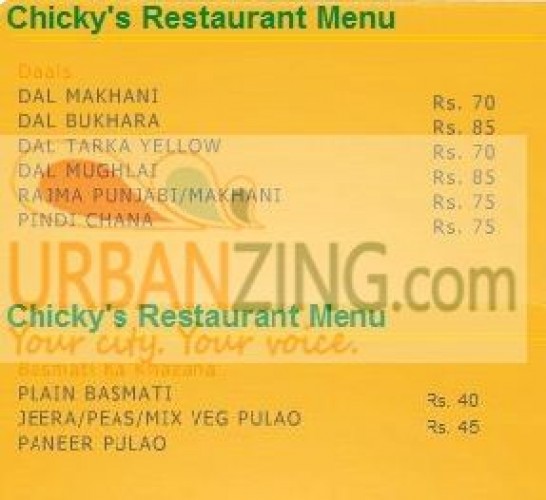 Chicky's Restaurant Menu
Daals
DAL MAKHANI Rs. 70
DAL BUKHARA Rs. 85
DAL TARKA YELLOW Rs. 70
DAL MUGHLAI Rs. 85
RAJMA PUNJABI/MAKHANI Rs. 75
PINDI CHANA Rs. 75
URBANZING.com
Chicky's Restaurant Menu
Your city. Your voice.
Basmati Ka Khazana
PLAIN BASMATI Rs. 40
JEERA/PEAS/MIX VEG PULAO Rs. 45
PANEER PULAO